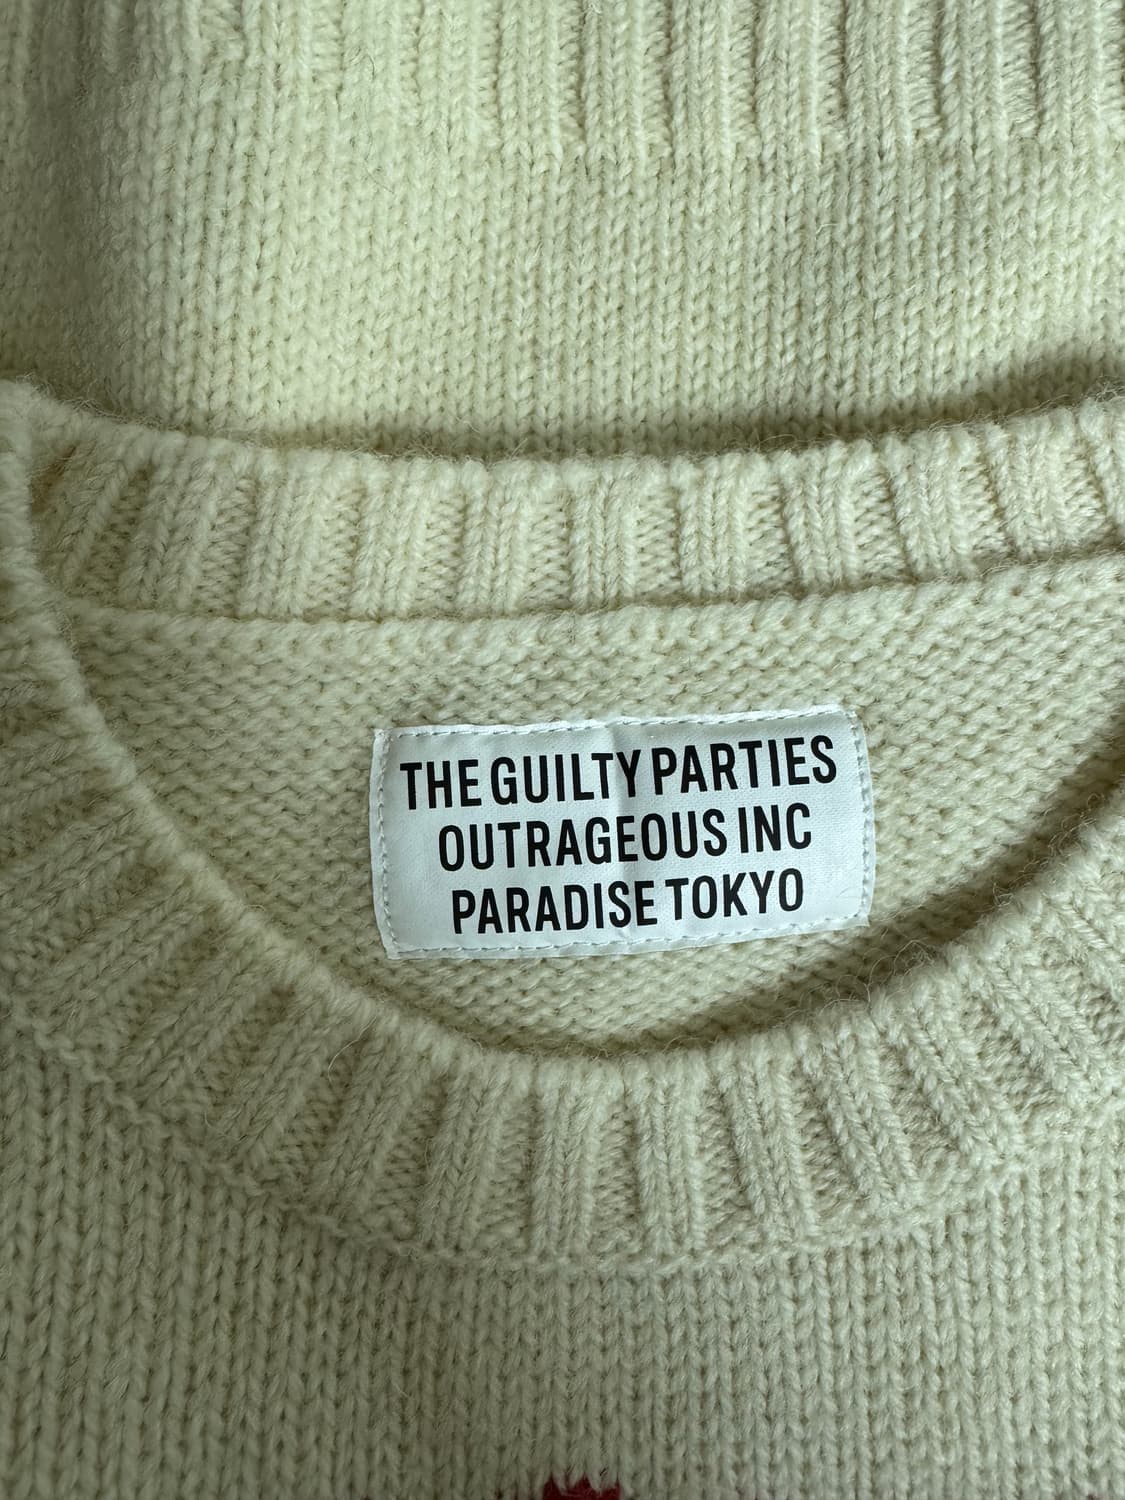 THE GUILTY PARTIES
OUTRAGEOUS INC
PARADISE TOKYO